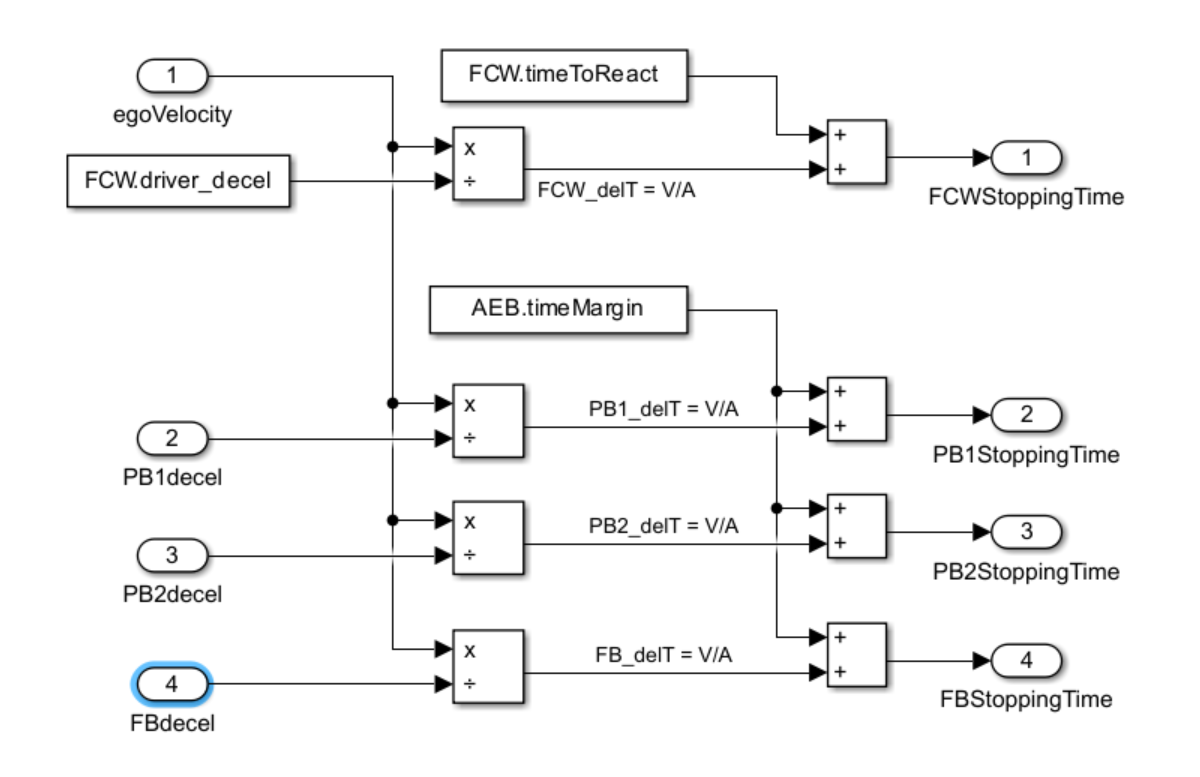 1
egoVelocity
FCW.timeToReact
FCW.driver_decel
x
÷
FCW_delT = V/A
+
+
1
FCWStoppingTime
AEB.timeMargin
2
PB1decel
x
÷
PB1_delT = V/A
+
+
2
PB1StoppingTime
3
PB2decel
x
÷
PB2_delT = V/A
+
+
3
PB2StoppingTime
4
FBdecel
x
÷
FB_delT = V/A
+
+
4
FBStoppingTime